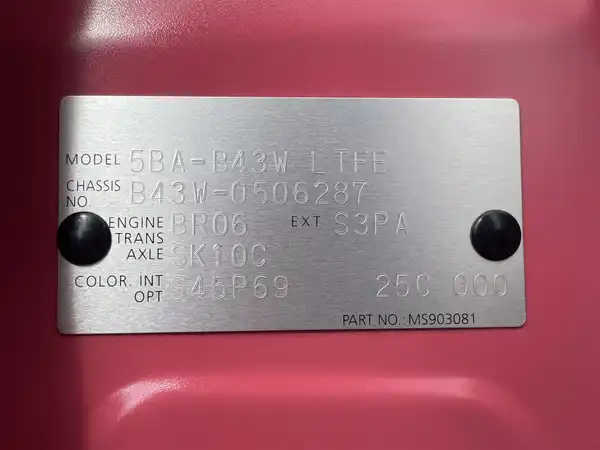 MODEL 5BA-B43W LTFE
CHASSIS NO. B43W-0506287
ENGINE BR06 EXT S3PA
TRANS AXLE SK10C
COLOR. INT OPT S45P69 25C 000
PART NO.: MS903081